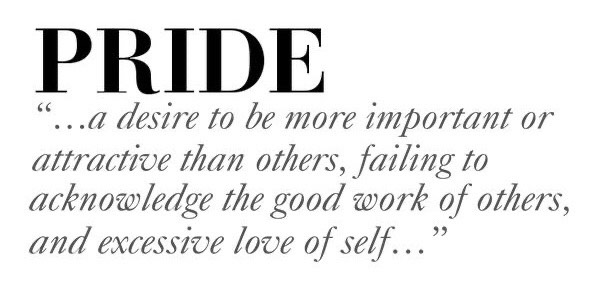 PRIDE
“…a desire to be more important or
attractive than others, failing to
acknowledge the good work of others,
and excessive love of self…”